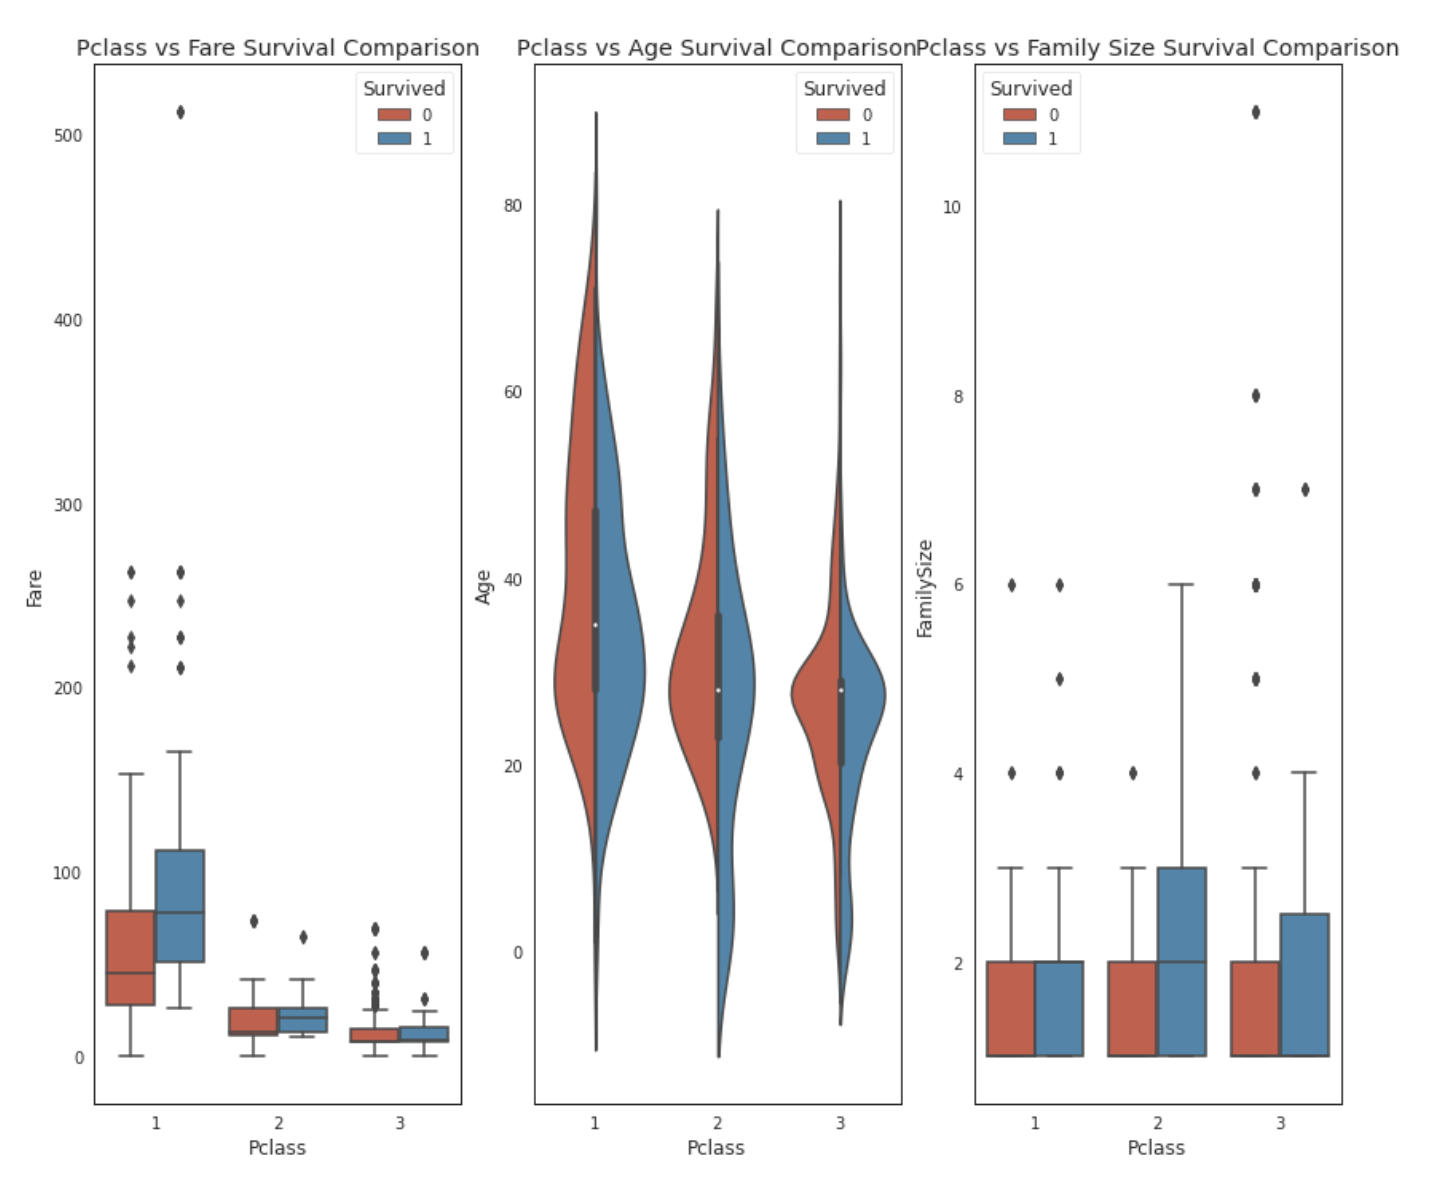 Pclass vs Fare Survival Comparison
Survived
0
1
500
400
300
200
100
0
Fare
1 2 3
Pclass
Pclass vs Age Survival Comparison
Survived
0
1
80
60
40
20
0
Age
1 2 3
Pclass
Pclass vs Family Size Survival Comparison
Survived
0
1
10
8
6
4
2
FamilySize
1 2 3
Pclass